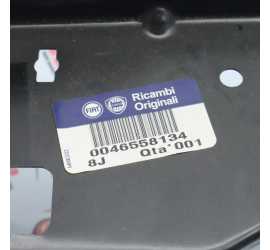 FIAT
Ricambi
Originali
0046558134
8J Qta' 001